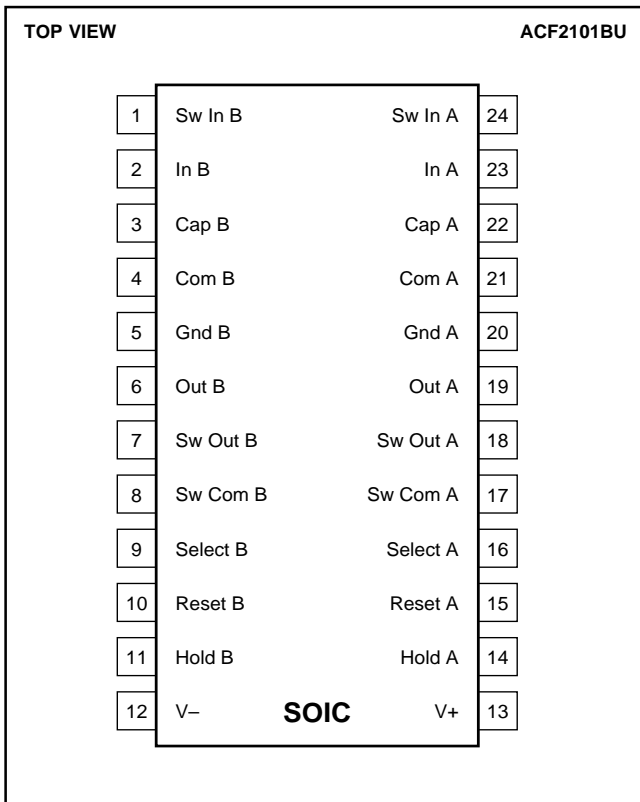 TOP VIEW ACF2101BU
1 Sw In B Sw In A 24
2 In B In A 23
3 Cap B Cap A 22
4 Com B Com A 21
5 Gnd B Gnd A 20
6 Out B Out A 19
7 Sw Out B Sw Out A 18
8 Sw Com B Sw Com A 17
9 Select B Select A 16
10 Reset B Reset A 15
11 Hold B Hold A 14
12 V– SOIC V+ 13